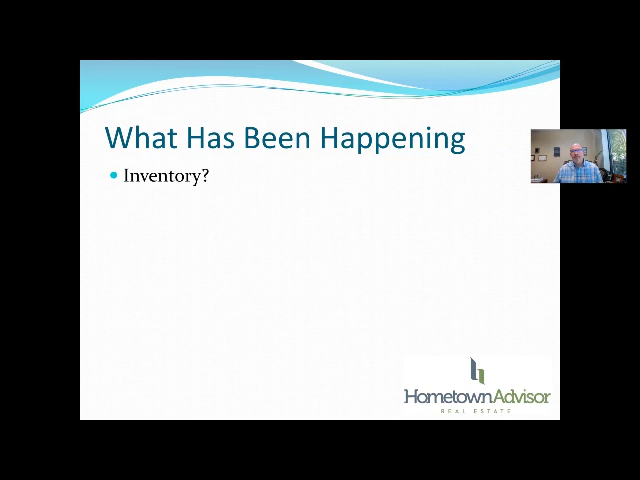 What Has Been Happening
Inventory?
HometownAdvisor
REAL ESTATE